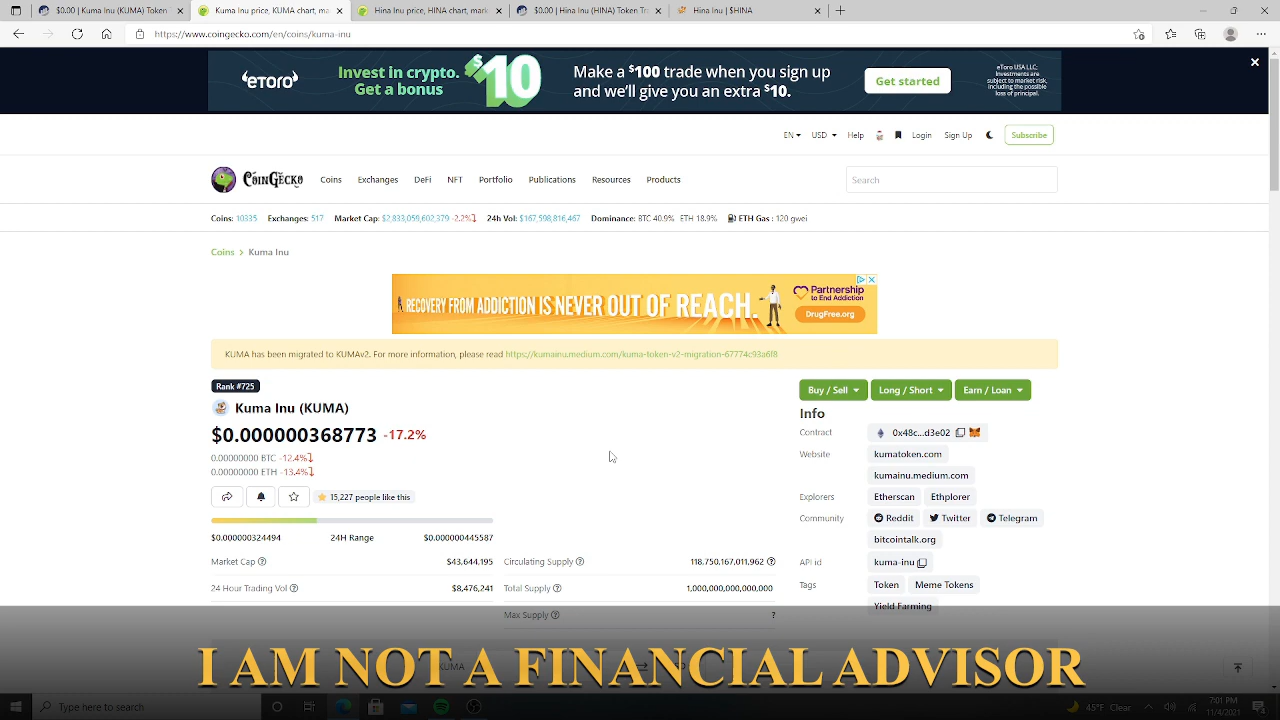 $0.00 | Kuma Inu (KUMA) Token T
Kuma Inu price, KUMA chart, mark
Hina Inu price, HINA chart, mark
$0.00 | Hina Inu (HINA) Token Tr
Hina Inu | $HINA
https://www.coingecko.com/en/coins/kuma-inu
eToro
Invest in crypto.
Get a bonus
$10
Make a $100 trade when you sign up
and we'll give you an extra $10.
Get started
eToro USA LLC:
Investments are
subject to market risk,
including the possible
loss of principal.
EN USD Help Login Sign Up Subscribe
CoinGecko Coins Exchanges DeFi NFT Portfolio Publications Resources Products Search
Coins: 10335 Exchanges: 517 Market Cap: $2,833,059,602,379 -2.2% 24h Vol: $167,598,816,467 Dominance: BTC 40.9% ETH 18.9% ETH Gas : 120 gwei
Coins > Kuma Inu
RECOVERY FROM ADDICTION IS NEVER OUT OF REACH.
Partnership
to End Addiction
DrugFree.org
KUMA has been migrated to KUMAv2. For more information, please read https://kumainu.medium.com/kuma-token-v2-migration-67774c93a6f8
Rank #725
Kuma Inu (KUMA)
$0.000000368773 -17.2%
0.00000000 BTC -12.4%
0.00000000 ETH -13.4%
15,227 people like this
$0.000000324494 24H Range $0.000000445587
Market Cap $43,644,195
Circulating Supply 118,750,167,011,962
24 Hour Trading Vol $8,476,241
Total Supply 1,000,000,000,000,000
Max Supply ?
Buy / Sell Long / Short Earn / Loan
Info
Contract 0x48c...d3e02
Website kumatoken.com
kumainu.medium.com
Explorers Etherscan Ethplorer
Community Reddit Twitter Telegram
bitcointalk.org
API id kuma-inu
Tags Token Meme Tokens
Yield Farming
KUMA
I AM NOT A FINANCIAL ADVISOR
Type here to search
45°F Clear
7:01 PM
11/4/2021